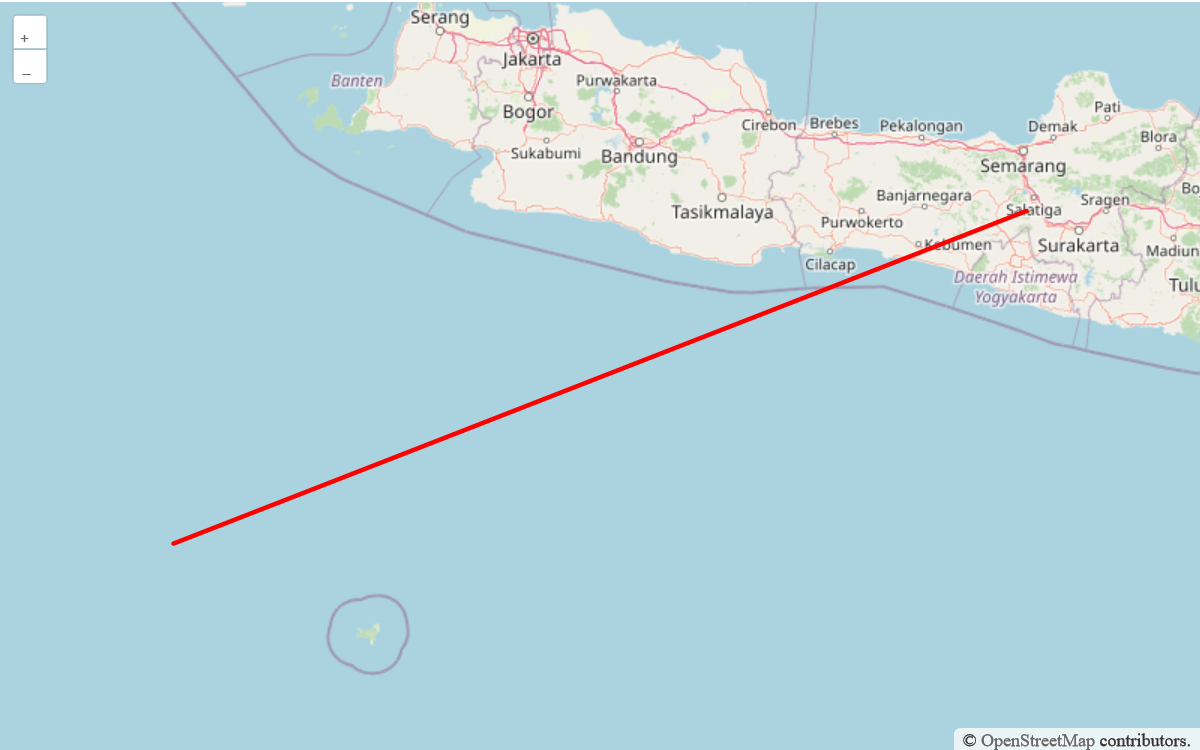 +
Serang
Jakarta
Banten
Purwakarta
Bogor
Pati
Cirebon
Brebes
Pekalongan
Demak
Blora
Sukabumi
Bandung
Semarang
Bo
Banjarnegara
Sragen
Tasikmalaya
Salatiga
Purwokerto
Kebumen
Surakarta
Madiun
Cilacap
Daerah Istimewa
Yogyakarta
Tulu
–
© OpenStreetMap contributors.